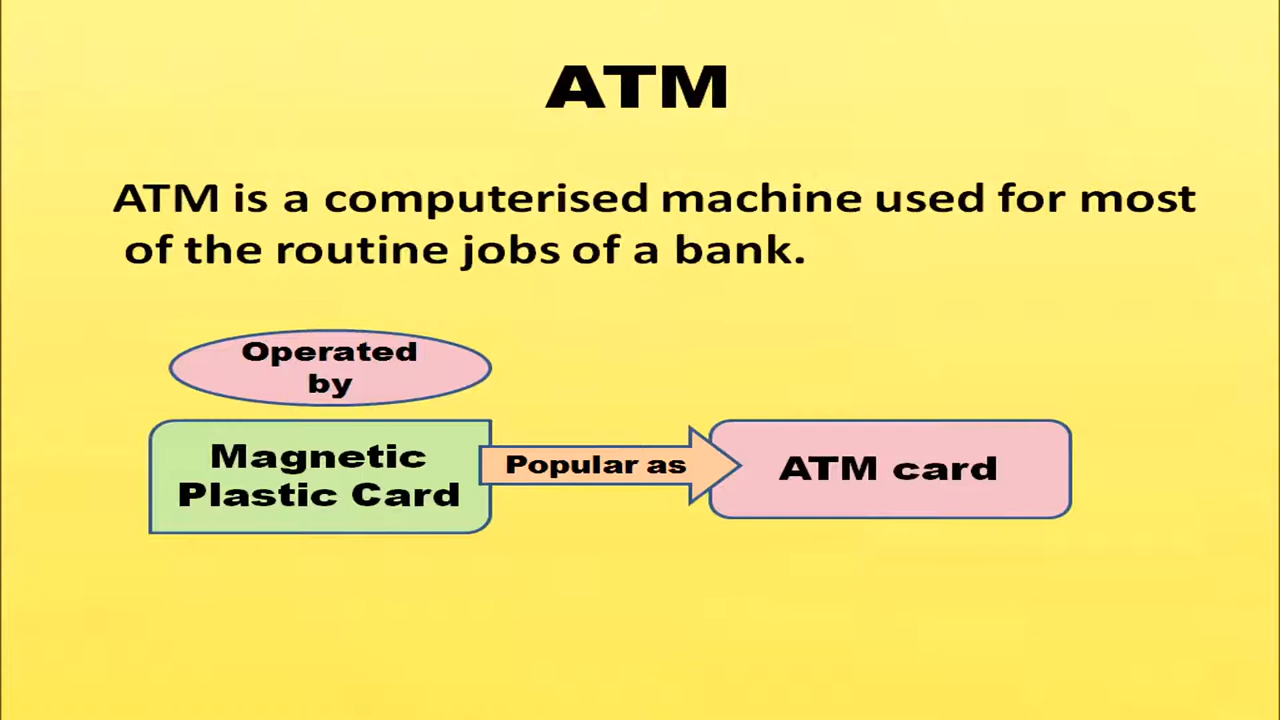 ATM
ATM is a computerised machine used for most
of the routine jobs of a bank.
Operated
by
Magnetic
Plastic Card
Popular as
ATM card